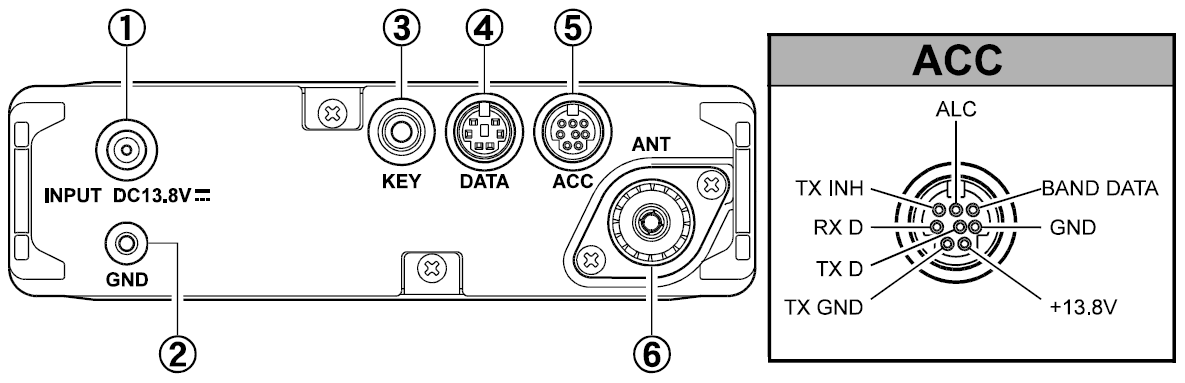 ① ③ ④ ⑤
KEY DATA ACC ANT
INPUT DC13.8V⎓
GND
② ⑥
ACC
ALC
TX INH BAND DATA
RX D GND
TX D
TX GND +13.8V